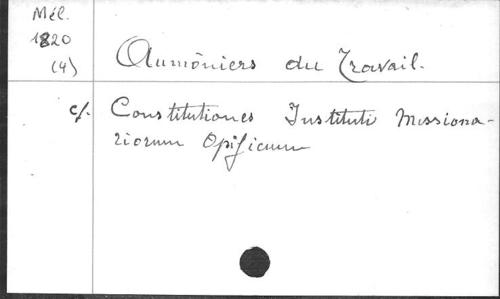 Mél.
1820
(4)
Aumôniers du Travail.
cf. Constitutiones Instituti Missiona-
riorum Opificum